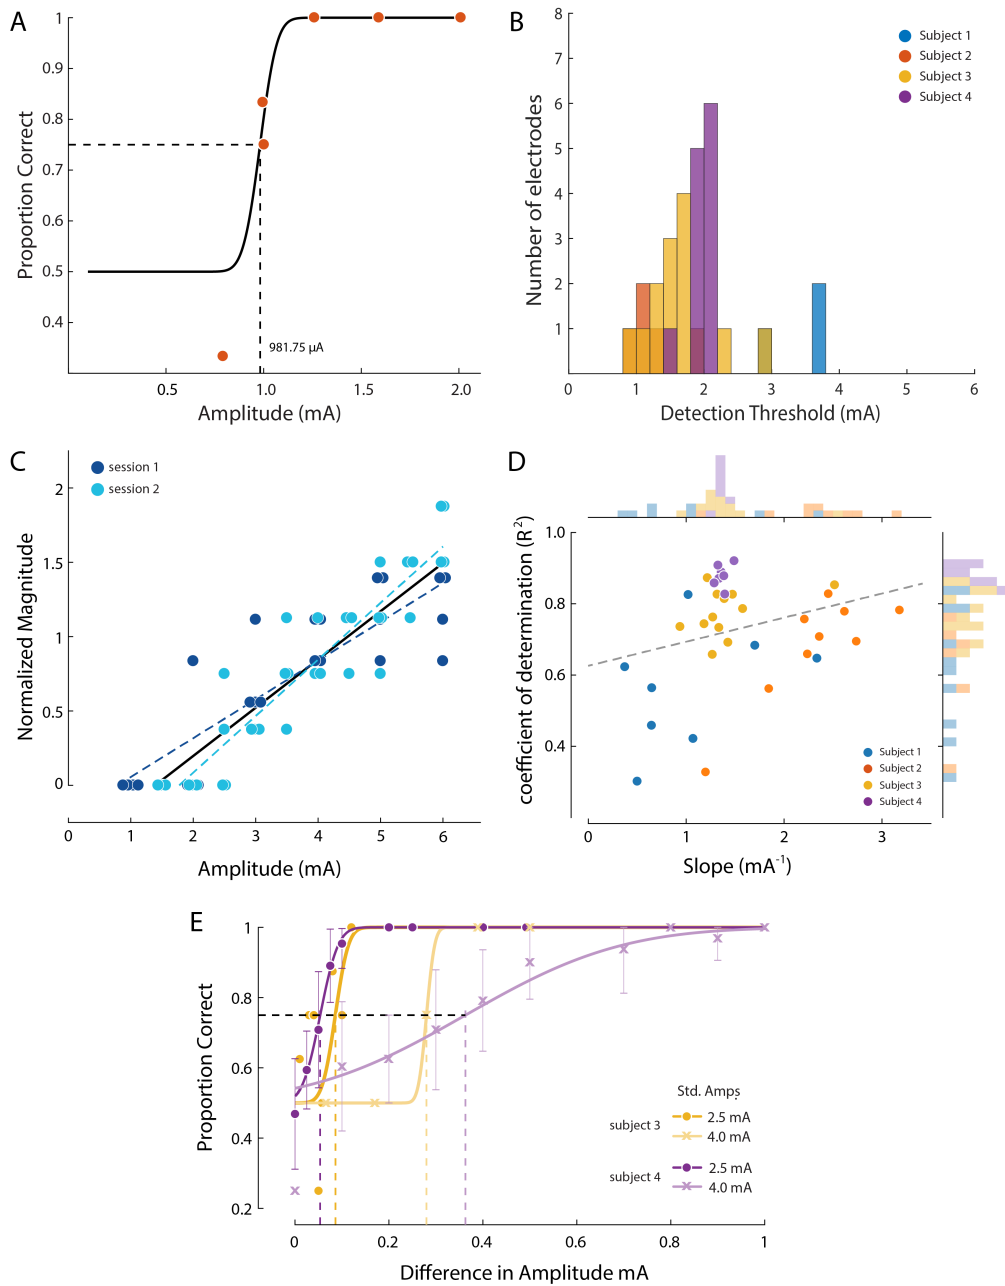 A
1
0.9
0.8
0.7
0.6
0.5
0.4
Proportion Correct
981.75 µA
0.5
1.0
1.5
2.0
Amplitude (mA)
B
8
7
6
5
4
3
2
1
Number of electrodes
Subject 1
Subject 2
Subject 3
Subject 4
0
1
2
3
4
5
6
Detection Threshold (mA)
C
session 1
session 2
2
1.5
1
0.5
0
Normalized Magnitude
0
1
2
3
4
5
6
Amplitude (mA)
D
1.0
0.8
0.6
0.4
coefficient of determination (R²)
Subject 1
Subject 2
Subject 3
Subject 4
0
1
2
3
Slope (mA⁻¹)
E
1
0.8
0.6
0.4
0.2
Proportion Correct
Std. Amps
subject 3
2.5 mA
4.0 mA
subject 4
2.5 mA
4.0 mA
0
0.2
0.4
0.6
0.8
1
Difference in Amplitude mA